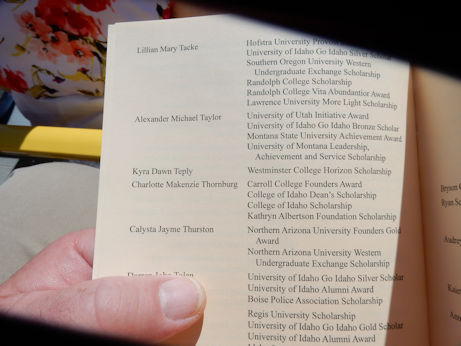 Lillian Mary Tacke
Hofstra University
University of Idaho Go Idaho Silver Scholar
Southern Oregon University Western
Undergraduate Exchange Scholarship
Randolph College Scholarship
Randolph College Vita Abundantior Award
Lawrence University More Light Scholarship
Alexander Michael Taylor
University of Utah Initiative Award
University of Idaho Go Idaho Bronze Scholar
Montana State University Achievement Award
University of Montana Leadership,
Achievement and Service Scholarship
Kyra Dawn Teply
Westminster College Horizon Scholarship
Charlotte Makenzie Thornburg
Carroll College Founders Award
College of Idaho Dean's Scholarship
College of Idaho Scholarship
Kathryn Albertson Foundation Scholarship
Calysta Jayme Thurston
Northern Arizona University Founders Gold
Award
Northern Arizona University Western
Undergraduate Exchange Scholarship
University of Idaho Go Idaho Silver Scholar
University of Idaho Alumni Award
Boise Police Association Scholarship
Regis University Scholarship
University of Idaho Go Idaho Gold Scholar
University of Idaho Alumni Award